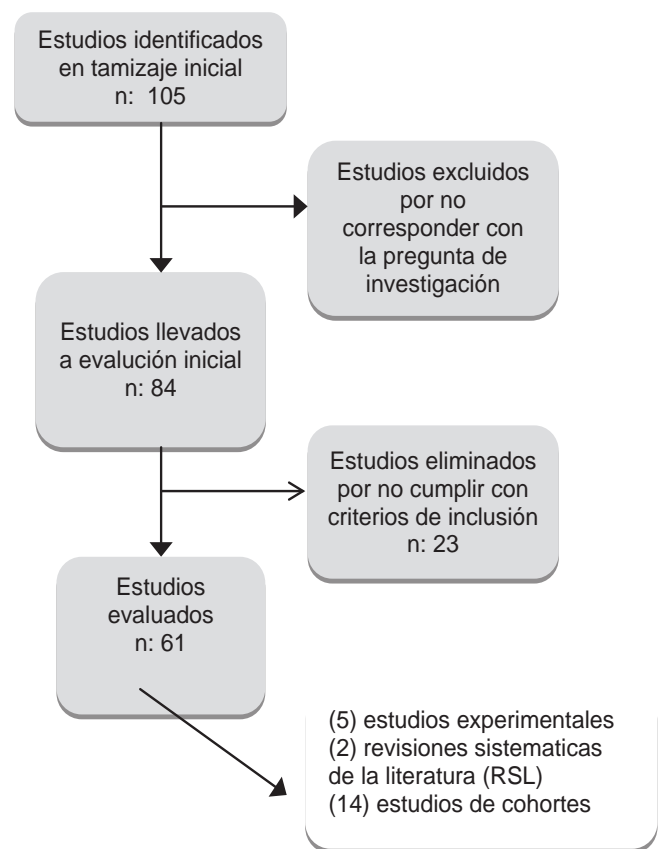 Estudios identificados
en tamizaje inicial
n: 105
Estudios excluidos
por no
corresponder con
la pregunta de
investigación
Estudios llevados
a evalución inicial
n: 84
Estudios eliminados
por no cumplir con
criterios de inclusión
n: 23
Estudios
evaluados
n: 61
(5) estudios experimentales
(2) revisiones sistematicas
de la literatura (RSL)
(14) estudios de cohortes